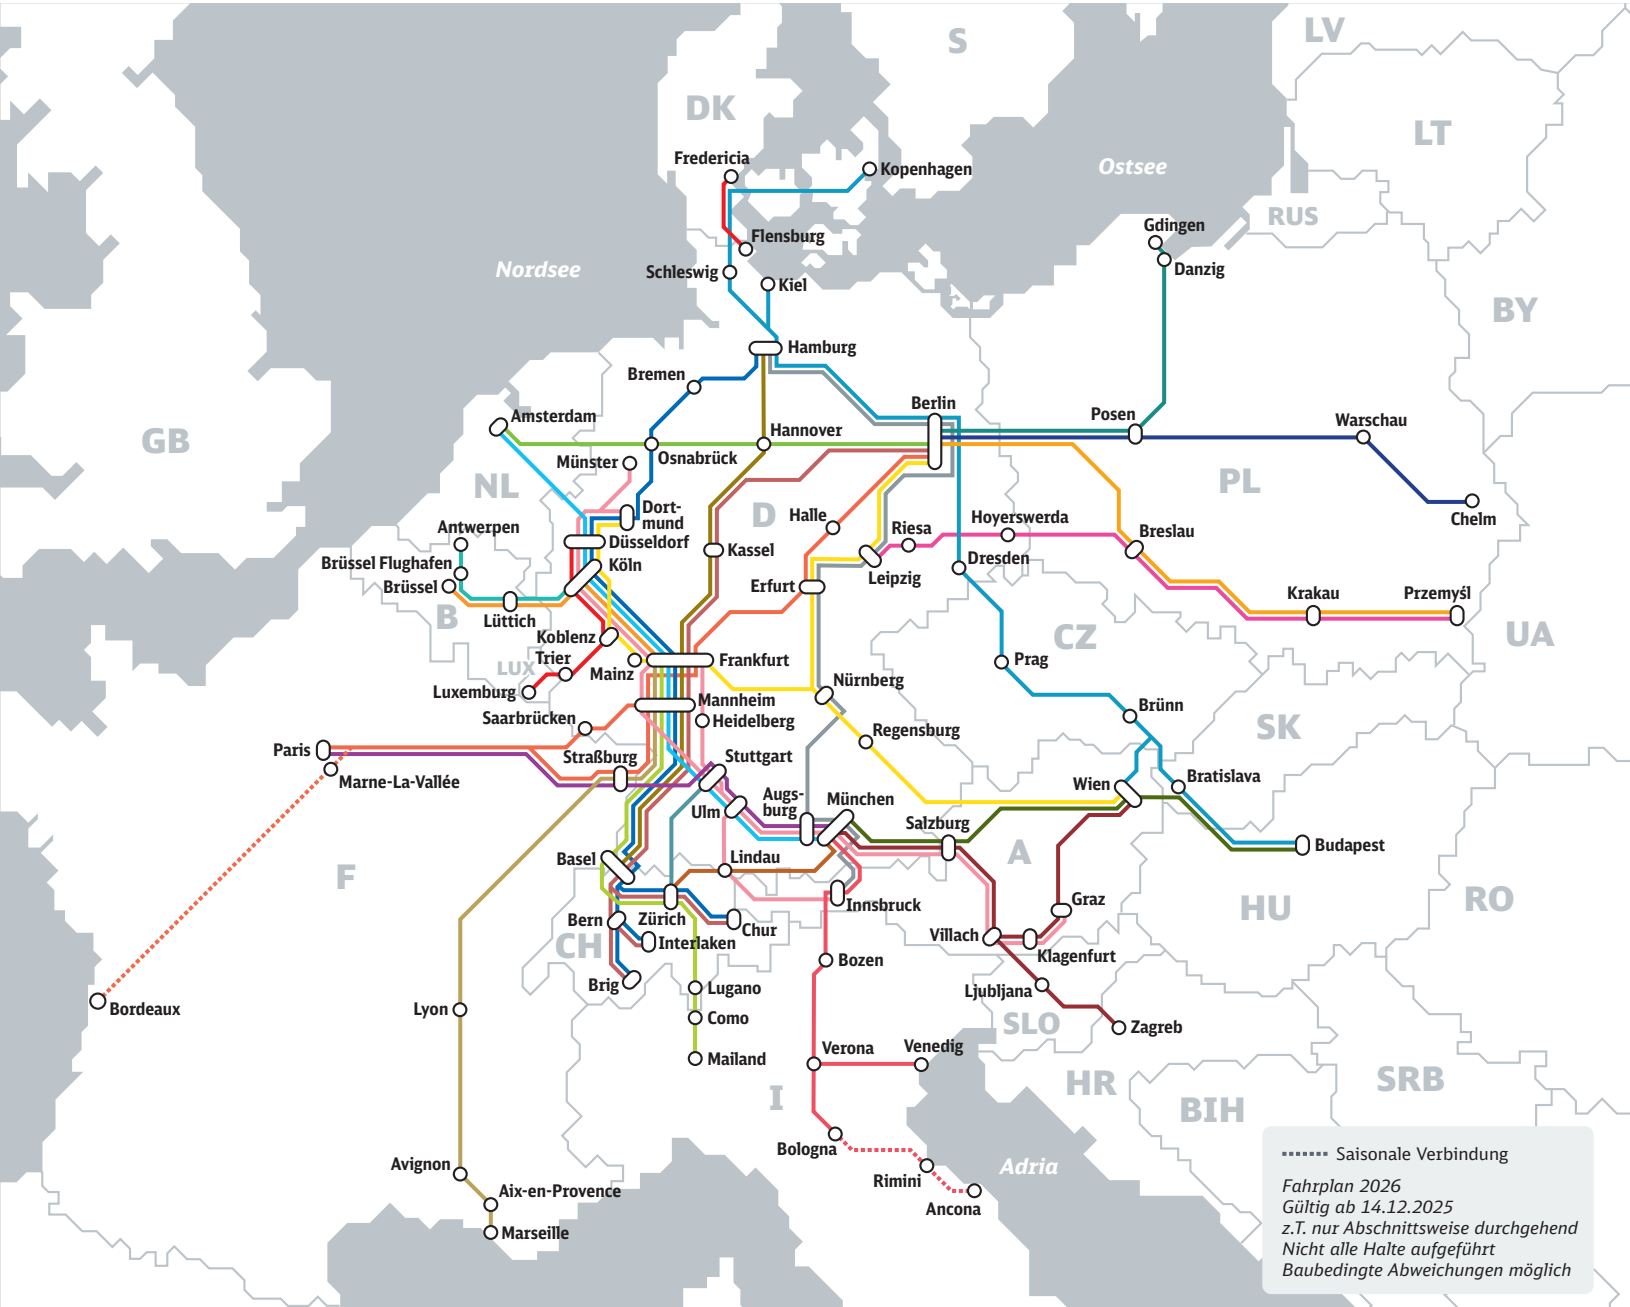 S
LV
DK
LT
Fredericia
Kopenhagen
Ostsee
RUS
Gdingen
Flensburg
Nordsee
Schleswig
Danzig
Kiel
BY
Hamburg
Bremen
Berlin
Amsterdam
Posen
Warschau
GB
Hannover
Osnabrück
Münster
NL
PL
Dort-
mund
D
Halle
Riesa
Hoyerswerda
Chelm
Antwerpen
Düsseldorf
Breslau
Kassel
Brüssel Flughafen
Köln
Dresden
Leipzig
Brüssel
Erfurt
Krakau
Przemyśl
B
Lüttich
Koblenz
CZ
UA
Trier
LUX
Mainz
Frankfurt
Prag
Luxemburg
Nürnberg
Mannheim
Brünn
Saarbrücken
Heidelberg
SK
Regensburg
Paris
Straßburg
Stuttgart
Marne-La-Vallée
Wien
Bratislava
Augs-
burg
München
Ulm
Salzburg
Budapest
A
Basel
Lindau
F
RO
Graz
Innsbruck
HU
Bern
Zürich
Chur
Villach
CH
Interlaken
Klagenfurt
Bozen
Brig
Lugano
Ljubljana
Bordeaux
Lyon
Como
SLO
Zagreb
Verona
Venedig
Mailand
HR
SRB
I
BIH
Bologna
Avignon
Adria
Rimini
Aix-en-Provence
Ancona
Marseille
Saisonale Verbindung
Fahrplan 2026
Gültig ab 14.12.2025
z.T. nur Abschnittsweise durchgehend
Nicht alle Halte aufgeführt
Baubedingte Abweichungen möglich